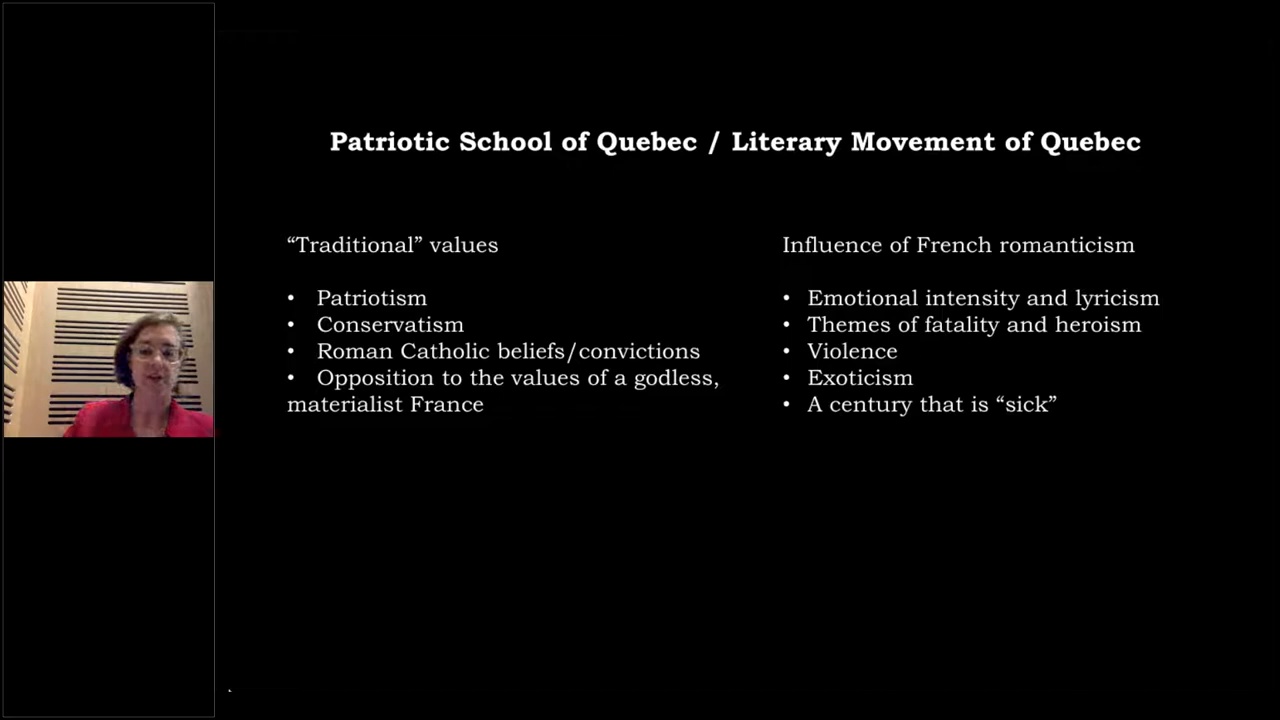 Patriotic School of Quebec / Literary Movement of Quebec
“Traditional” values
• Patriotism
• Conservatism
• Roman Catholic beliefs/convictions
• Opposition to the values of a godless,
materialist France
Influence of French romanticism
• Emotional intensity and lyricism
• Themes of fatality and heroism
• Violence
• Exoticism
• A century that is “sick”